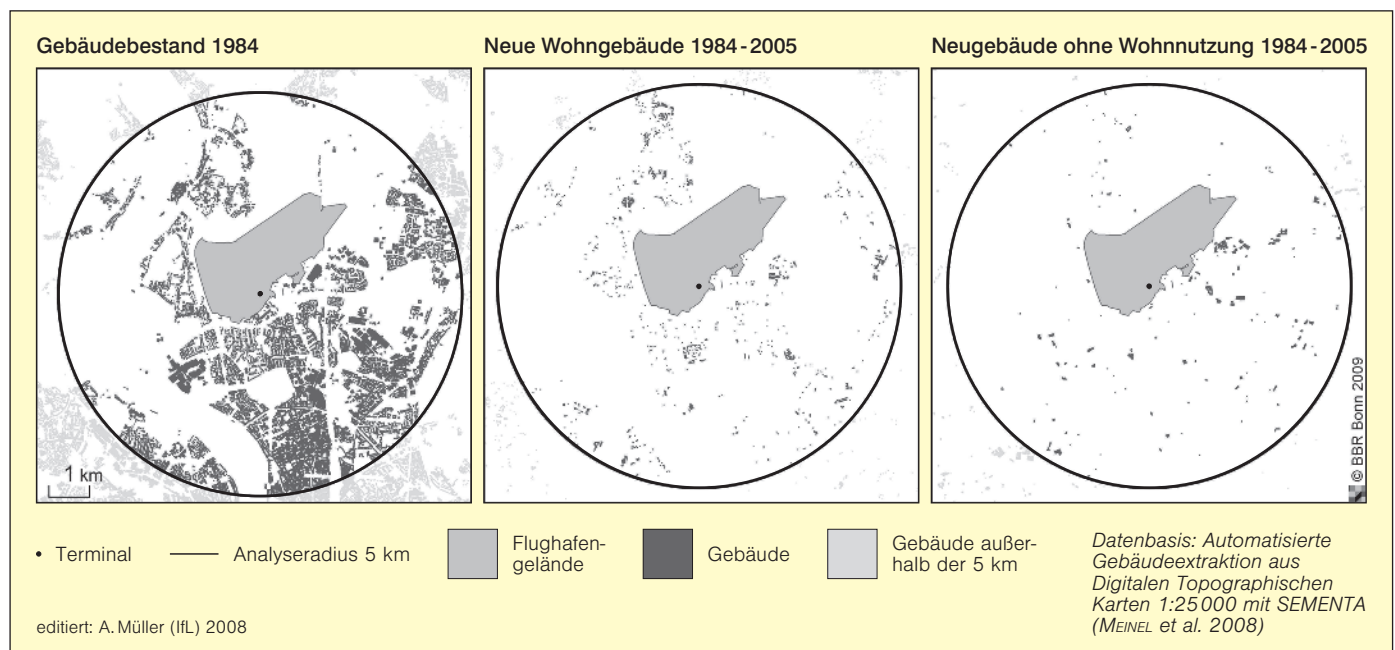 Gebäudebestand 1984
Neue Wohngebäude 1984 - 2005
Neugebäude ohne Wohnnutzung 1984 - 2005
1 km
© BBR Bonn 2009
Terminal
Analyseradius 5 km
Flughafen-
gelände
Gebäude
Gebäude außer-
halb der 5 km
Datenbasis: Automatisierte
Gebäudeextraktion aus
Digitalen Topographischen
Karten 1:25 000 mit SEMENTA
(MEINEL et al. 2008)
editiert: A. Müller (IfL) 2008